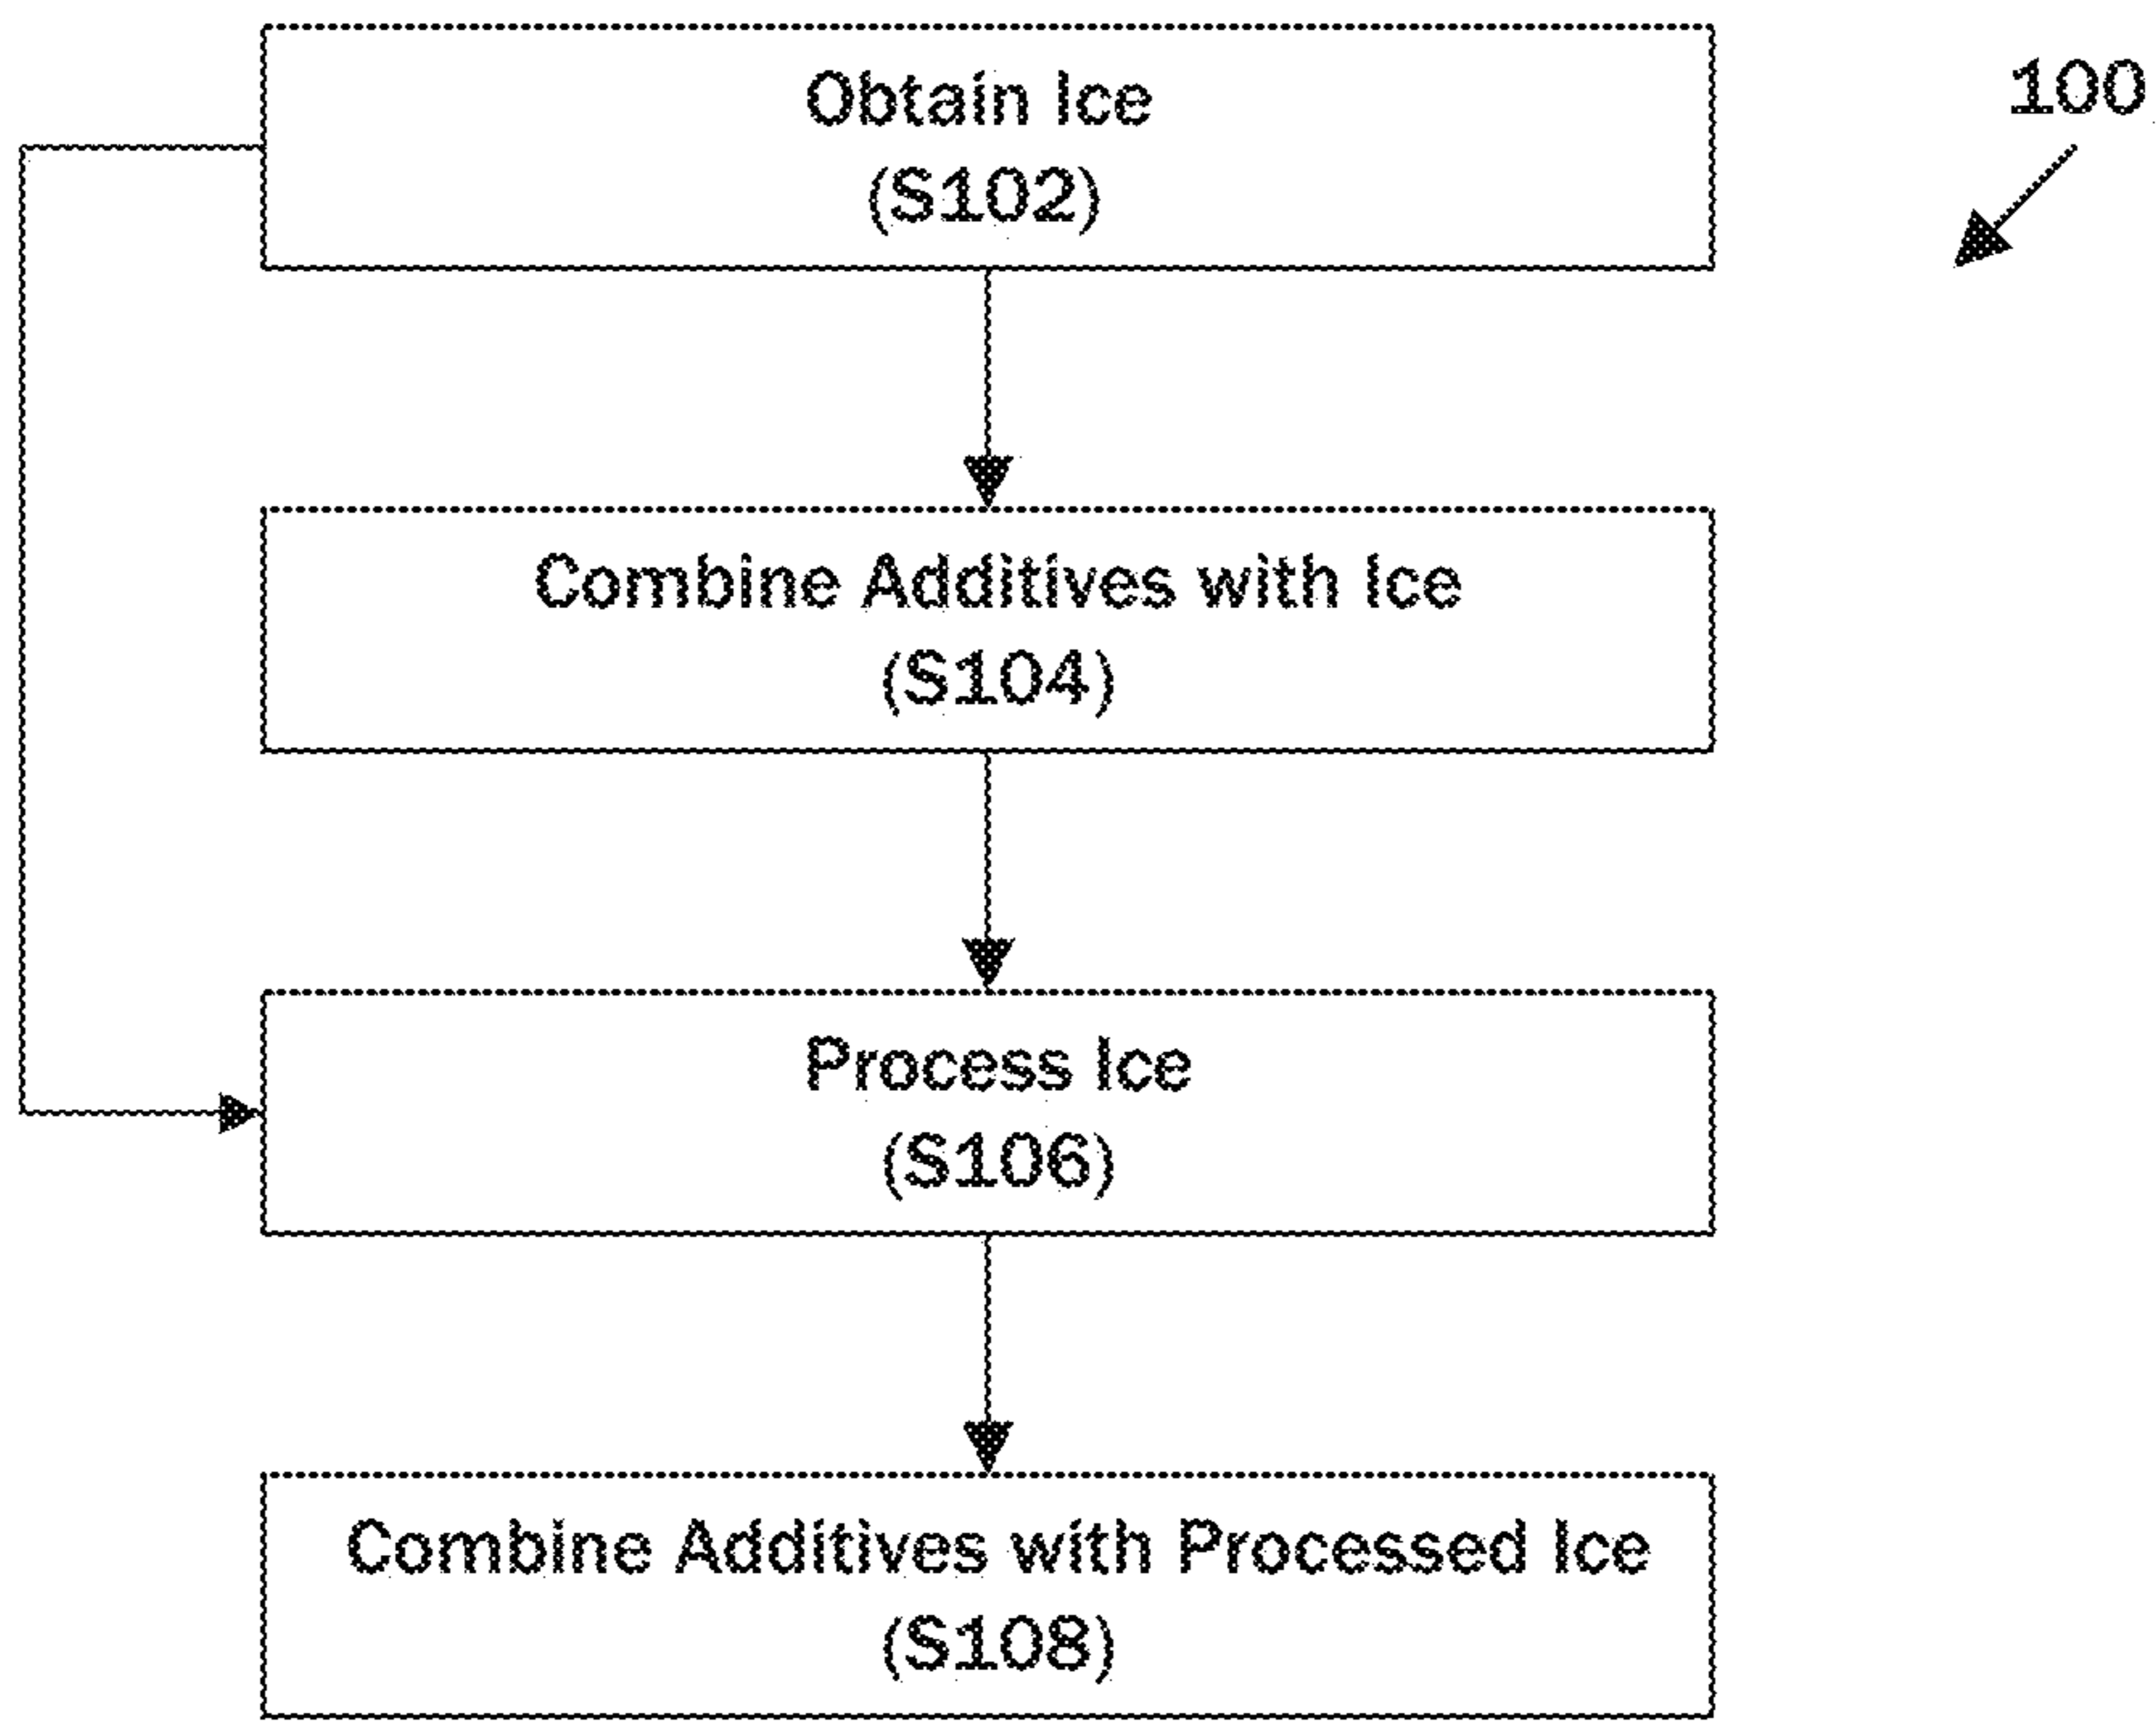 Obtain Ice
(S102)
100
Combine Additives with Ice
(S104)
Process Ice
(S106)
Combine Additives with Processed Ice
(S108)